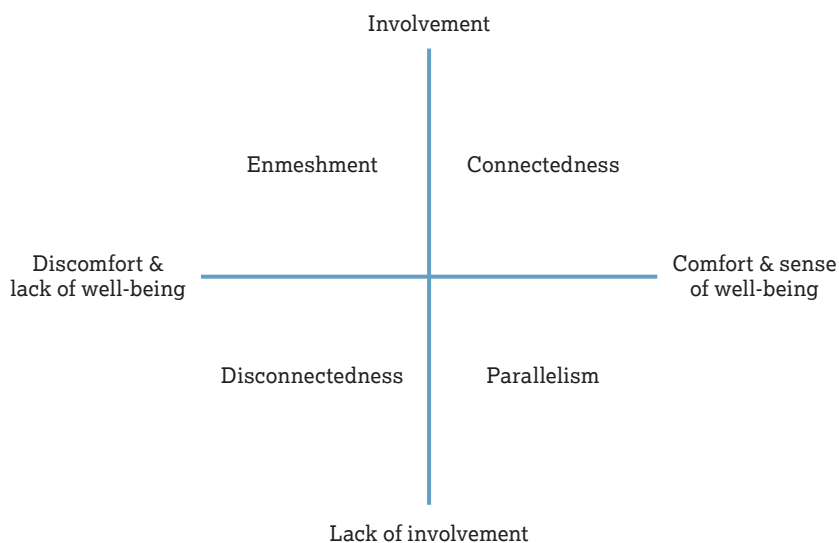 Involvement
Enmeshment
Connectedness
Discomfort &
lack of well-being
Comfort & sense
of well-being
Disconnectedness
Parallelism
Lack of involvement